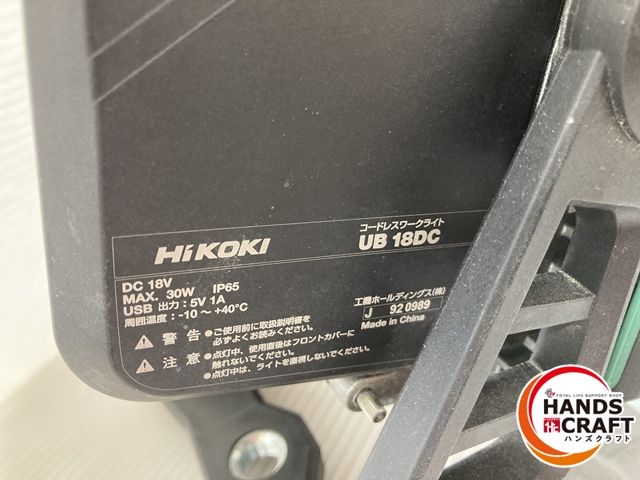 コードレスワークライト
HiKOKI UB 18DC
DC 18V
MAX. 30W IP65
USB 出力：5V 1A
周囲温度：-10～+40℃
工機ホールディングス(株)
J 920989
Made in China
警告 ●ご使用前に取扱説明書を
必ずよくお読みください。
注意 ●点灯中、使用直後はフロントカバーに
触れないでください。
●点灯中は、ライトを直視しないでください。
TOTAL LIFE SUPPORT SHOP
HANDS
CRAFT
ハンズクラフト